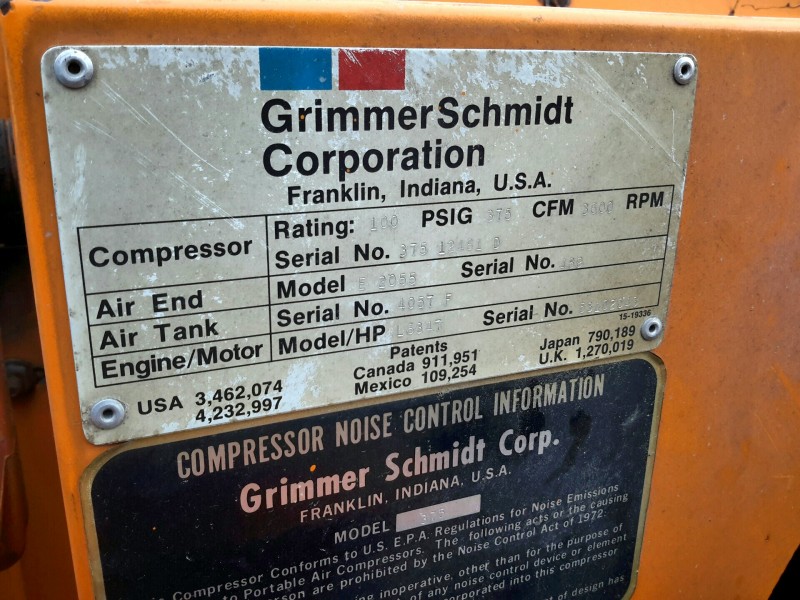 GrimmerSchmidt
Corporation
Franklin, Indiana, U.S.A.
Compressor
Rating: 100 PSIG 375 CFM RPM
Serial No. 375
Air End
Model E 2055 Serial No.
Air Tank
Serial No. 4057 F
Engine/Motor
Model/HP Serial No.
15-19336
USA 3,462,074
4,232,997
Patents
Canada 911,951
Mexico 109,254
Japan 790,189
U.K. 1,270,019
COMPRESSOR NOISE CONTROL INFORMATION
Grimmer Schmidt Corp.
FRANKLIN, INDIANA, U.S.A.
MODEL 375
Compressor Conforms to U.S. E.P.A. Regulations for Noise Emissions
to Portable Air Compressors. The following acts or the causing
are prohibited by the Noise Control Act of 1972.
inoperative, other than for the purpose of
of any noise control device or element
incorporated into this compressor
of design has